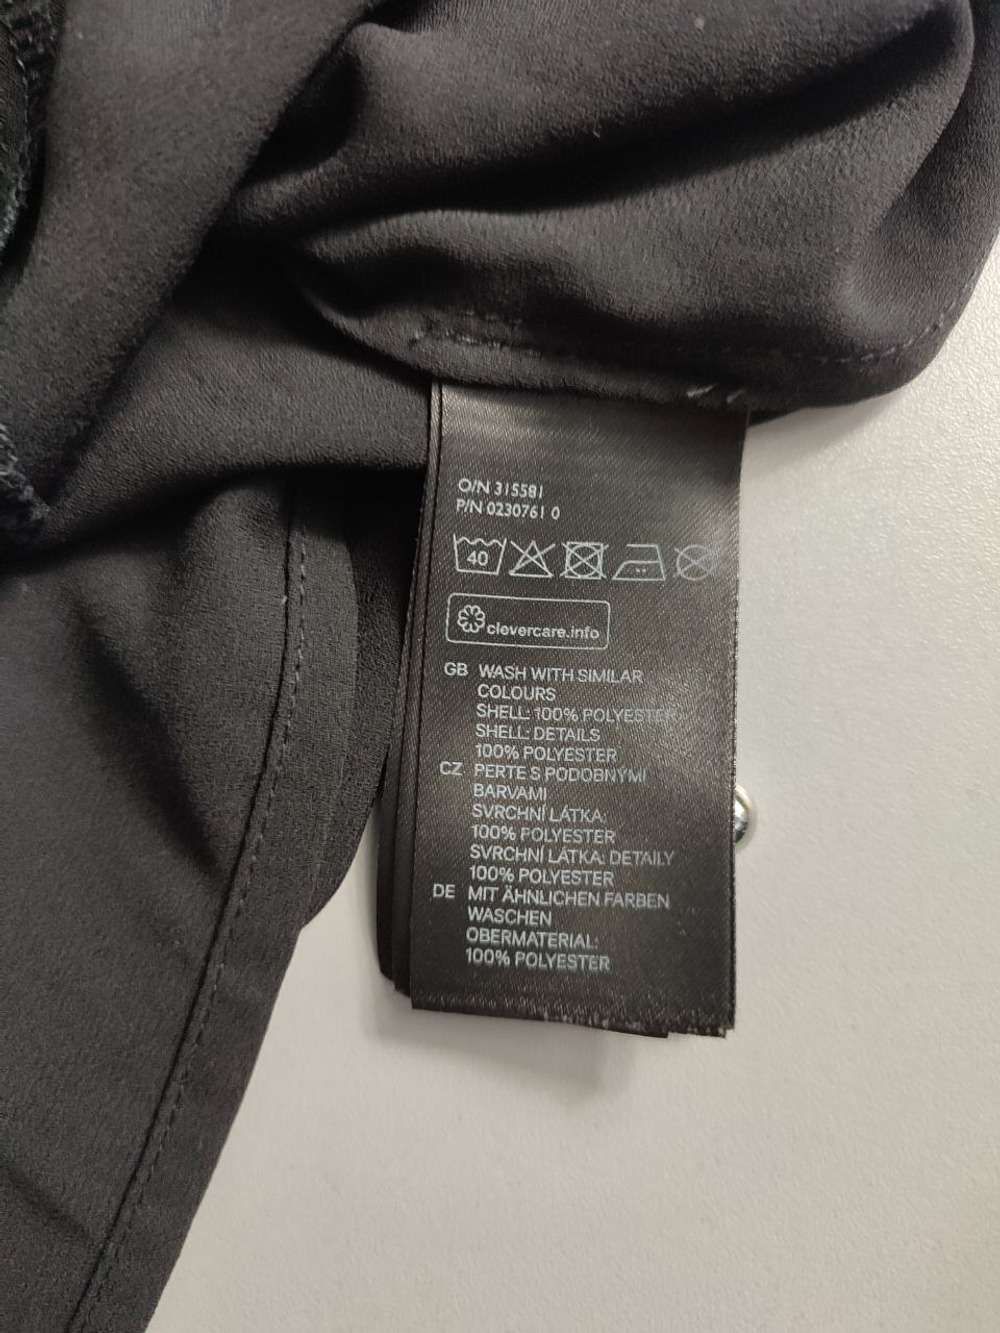 O/N 315581
P/N 0230761 0
40
clevercare.info
GB WASH WITH SIMILAR
COLOURS
SHELL: 100% POLYESTER
SHELL: DETAILS
100% POLYESTER
CZ PERTE S PODOBNÝMI
BARVAMI
SVRCHNÍ LÁTKA:
100% POLYESTER
SVRCHNÍ LÁTKA: DETAILY
100% POLYESTER
DE MIT ÄHNLICHEN FARBEN
WASCHEN
OBERMATERIAL:
100% POLYESTER